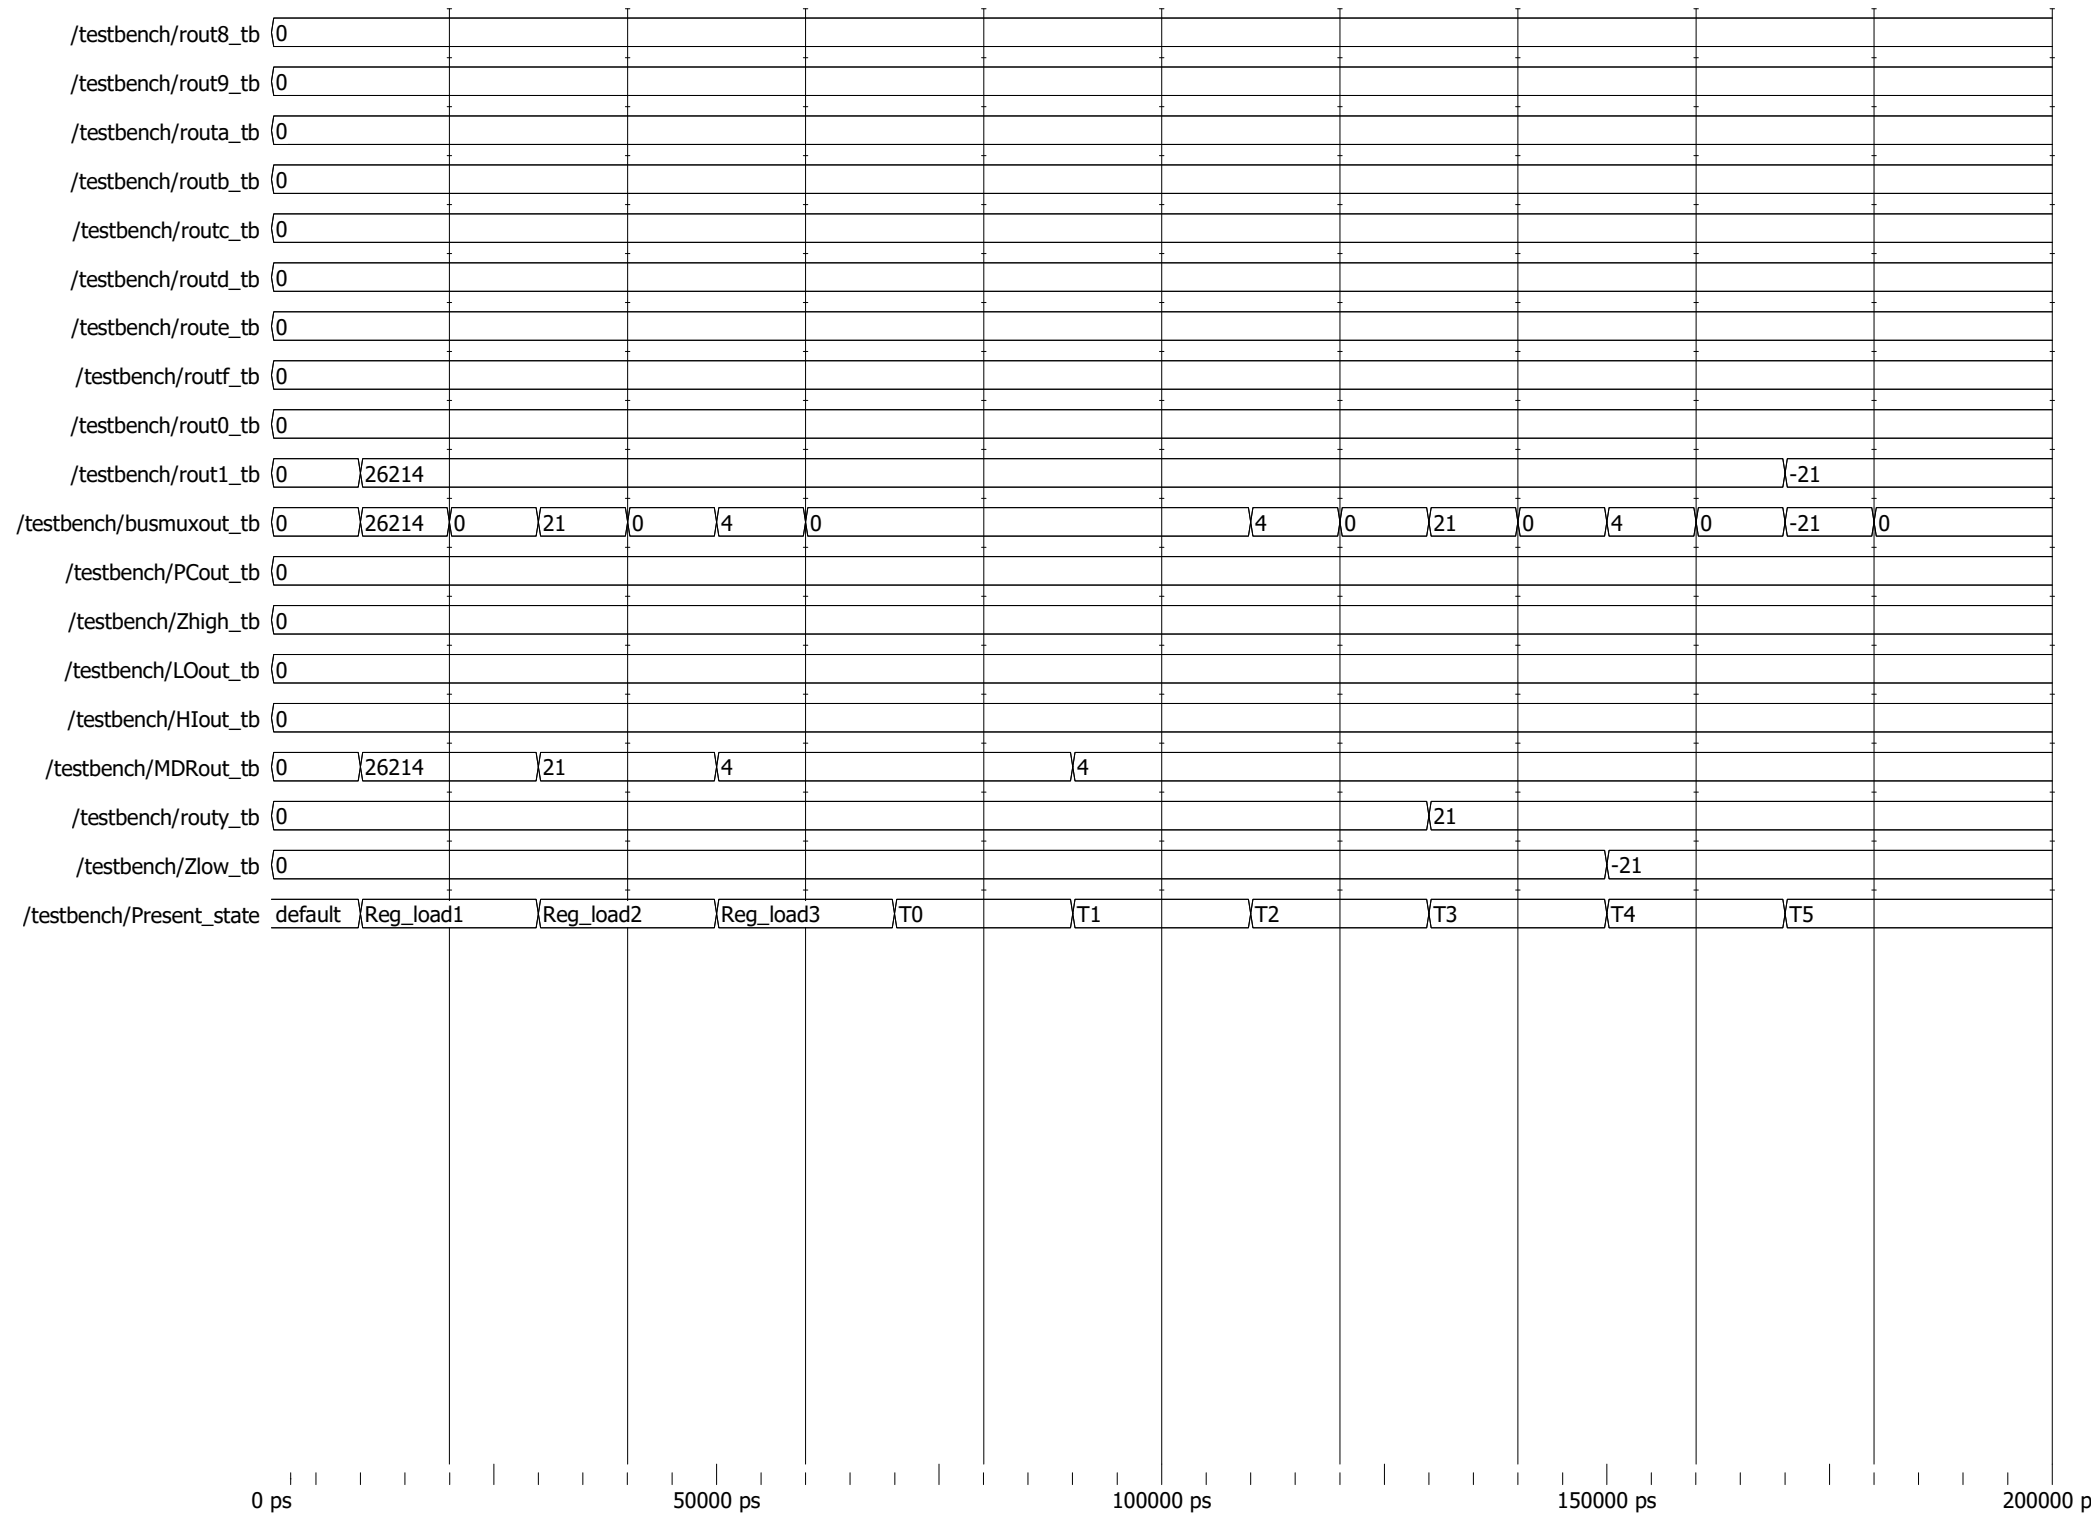 /testbench/rout8_tb 0
/testbench/rout9_tb 0
/testbench/routa_tb 0
/testbench/routb_tb 0
/testbench/routc_tb 0
/testbench/routd_tb 0
/testbench/route_tb 0
/testbench/routf_tb 0
/testbench/rout0_tb 0
/testbench/rout1_tb 0 26214 -21
/testbench/busmuxout_tb 0 26214 0 21 0 4 0 4 0 21 0 4 0 -21 0
/testbench/PCout_tb 0
/testbench/Zhigh_tb 0
/testbench/LOout_tb 0
/testbench/HIout_tb 0
/testbench/MDRout_tb 0 26214 21 4 4
/testbench/routy_tb 0 21
/testbench/Zlow_tb 0 -21
/testbench/Present_state default Reg_load1 Reg_load2 Reg_load3 T0 T1 T2 T3 T4 T5
0 ps 50000 ps 100000 ps 150000 ps 200000 p